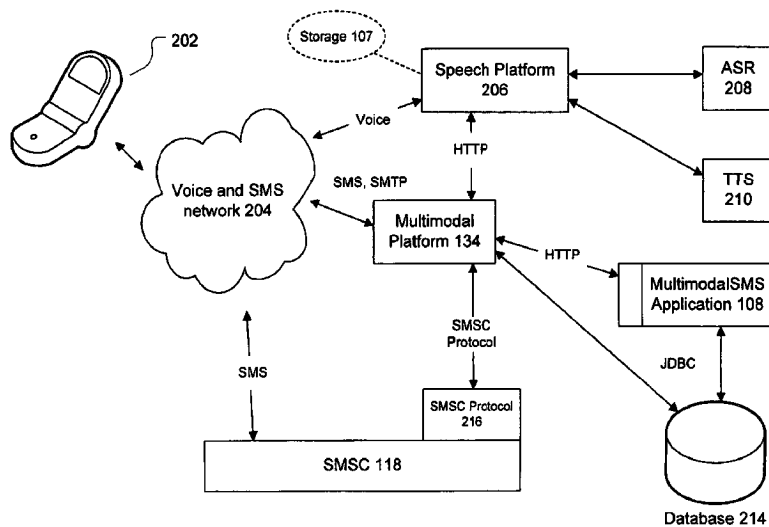 202
Storage 107
Speech Platform
206
ASR
208
Voice
HTTP
TTS
210
Voice and SMS
network 204
SMS, SMTP
Multimodal
Platform 134
HTTP
MultimodalSMS
Application 108
SMSC
Protocol
JDBC
SMS
SMSC Protocol
216
SMSC 118
Database 214